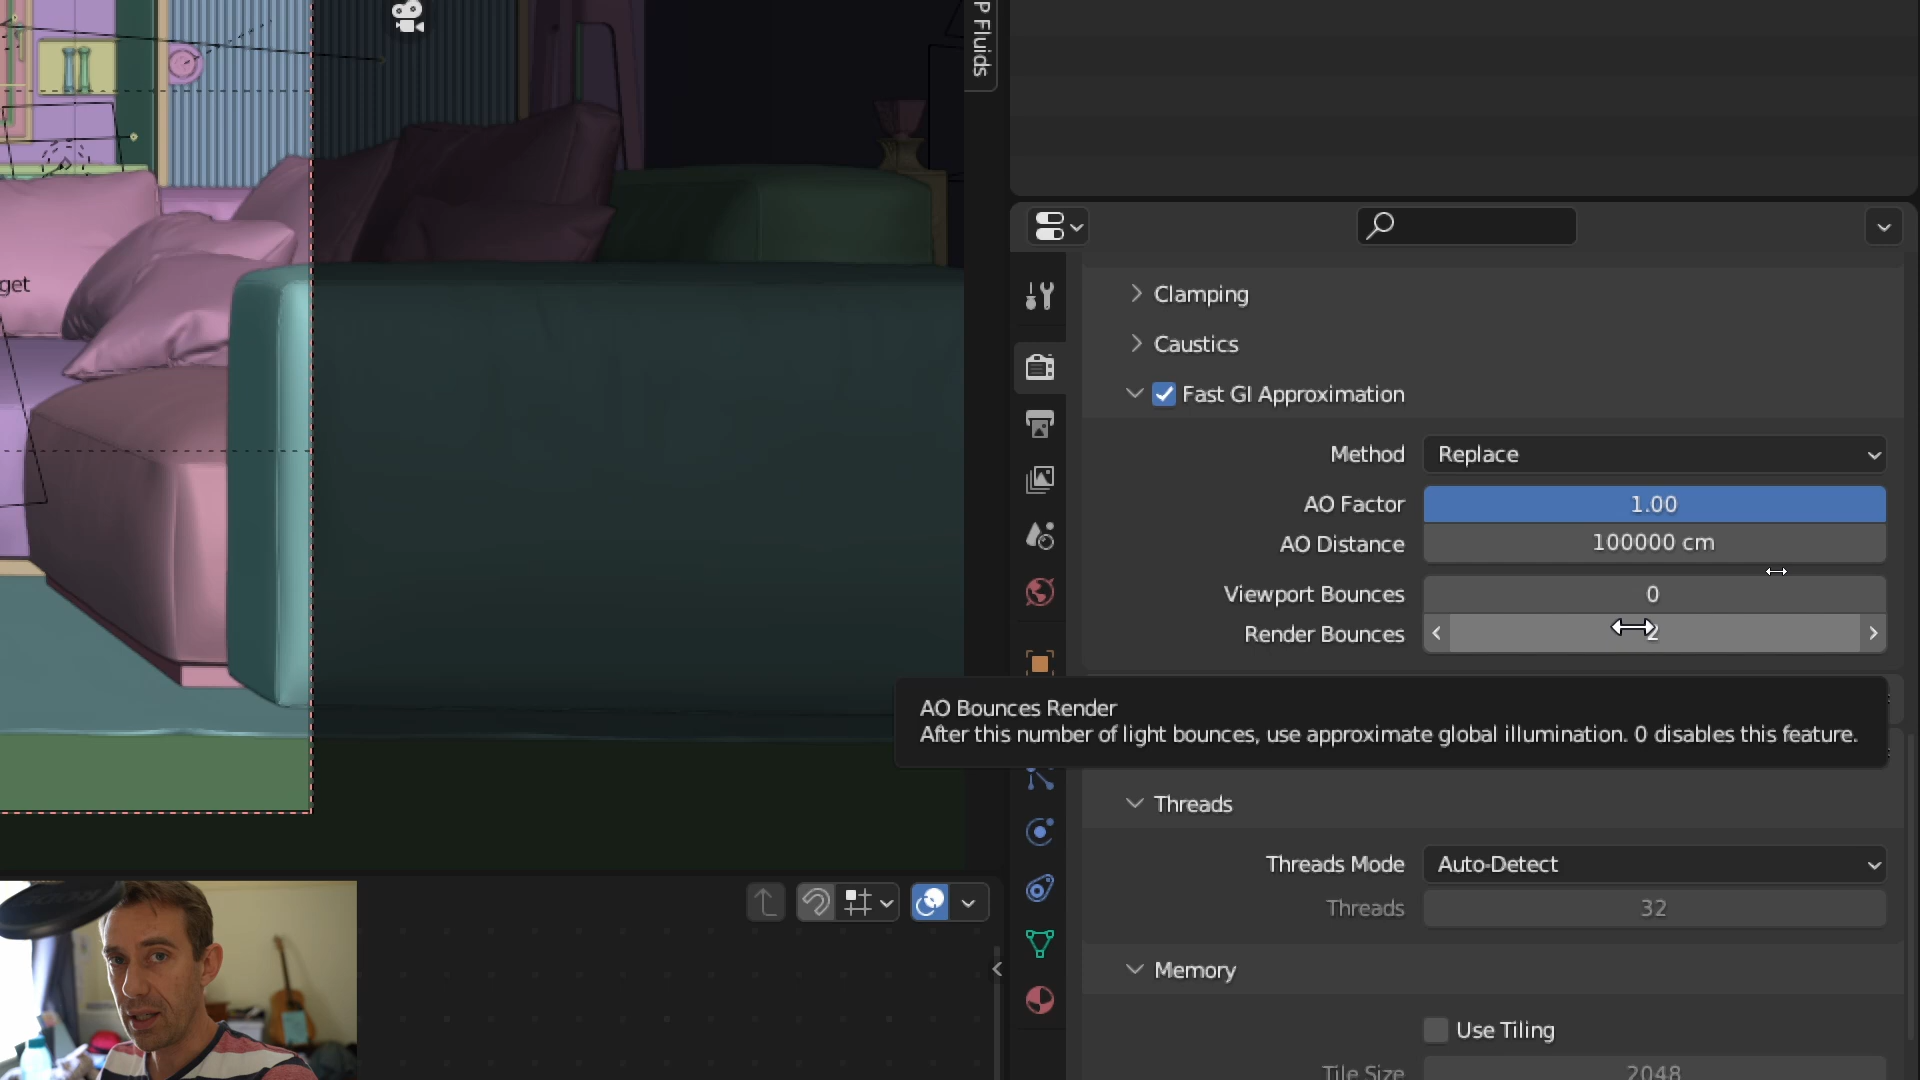 P Fluids
get
Clamping
Caustics
Fast GI Approximation
Method Replace
AO Factor 1.00
AO Distance 100000 cm
Viewport Bounces 0
Render Bounces 2
AO Bounces Render
After this number of light bounces, use approximate global illumination. 0 disables this feature.
Threads
Threads Mode Auto-Detect
Threads 32
Memory
Use Tiling
Tile Size 2048